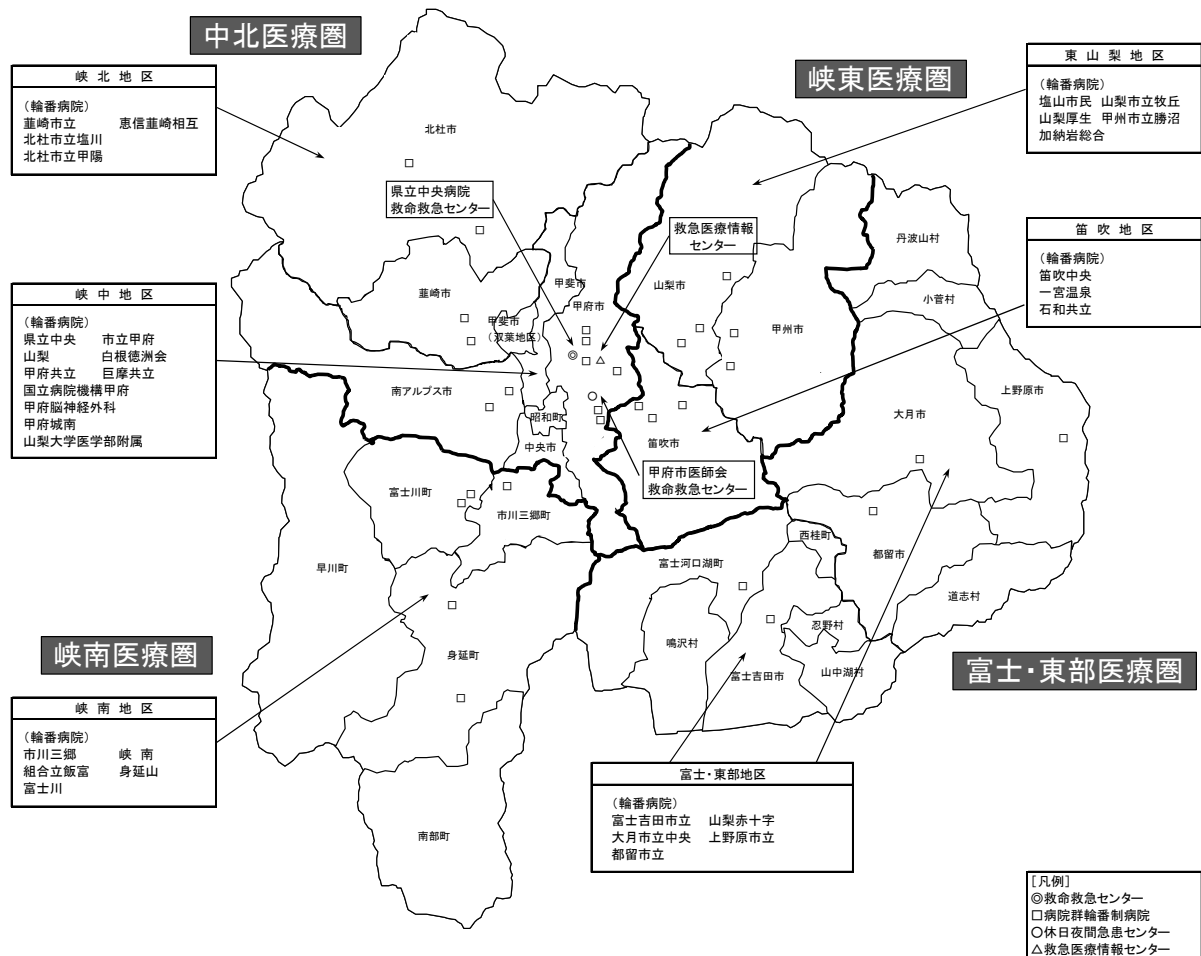 中北医療圏
峡東医療圏
峡南医療圏
富士・東部医療圏
峡北地区
（輪番病院）
韮崎市立 恵信韮崎相互
北杜市立塩川
北杜市立甲陽
峡中地区
（輪番病院）
県立中央 市立甲府
山梨 白根徳洲会
甲府共立 巨摩共立
国立病院機構甲府
甲府脳神経外科
甲府城南
山梨大学医学部附属
峡南地区
（輪番病院）
市川三郷 峡南
組合立飯富 身延山
富士川
東山梨地区
（輪番病院）
塩山市民 山梨市立牧丘
山梨厚生 甲州市立勝沼
加納岩総合
笛吹地区
（輪番病院）
笛吹中央
一宮温泉
石和共立
富士・東部地区
（輪番病院）
富士吉田市立 山梨赤十字
大月市立中央 上野原市立
都留市立
県立中央病院
救命救急センター
救急医療情報
センター
甲府市医師会
救命救急センター
北杜市
韮崎市
甲斐市
甲府市
甲斐市
（双葉地区）
南アルプス市
昭和町
中央市
山梨市
甲州市
笛吹市
丹波山村
小菅村
大月市
上野原市
富士川町
市川三郷町
早川町
身延町
南部町
富士河口湖町
西桂町
都留市
道志村
忍野村
鳴沢村
富士吉田市
山中湖村
［凡例］
◎救命救急センター
□病院群輪番制病院
○休日夜間急患センター
△救急医療情報センター